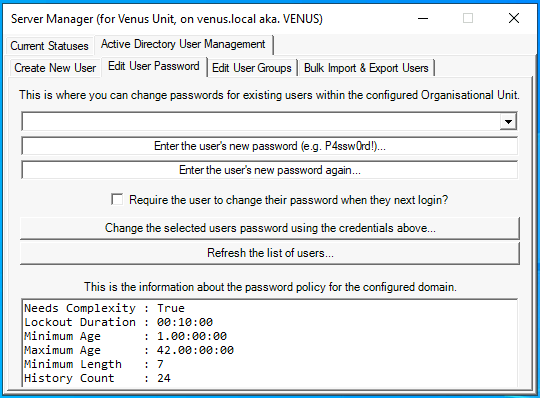 Server Manager (for Venus Unit, on venus.local aka. VENUS)
Current Statuses Active Directory User Management
Create New User Edit User Password Edit User Groups Bulk Import & Export Users
This is where you can change passwords for existing users within the configured Organisational Unit.
Enter the user's new password (e.g. P4ssw0rd!)...
Enter the user's new password again...
Require the user to change their password when they next login?
Change the selected users password using the credentials above...
Refresh the list of users...
This is the information about the password policy for the configured domain.
Needs Complexity : True
Lockout Duration : 00:10:00
Minimum Age : 1.00:00:00
Maximum Age : 42.00:00:00
Minimum Length : 7
History Count : 24